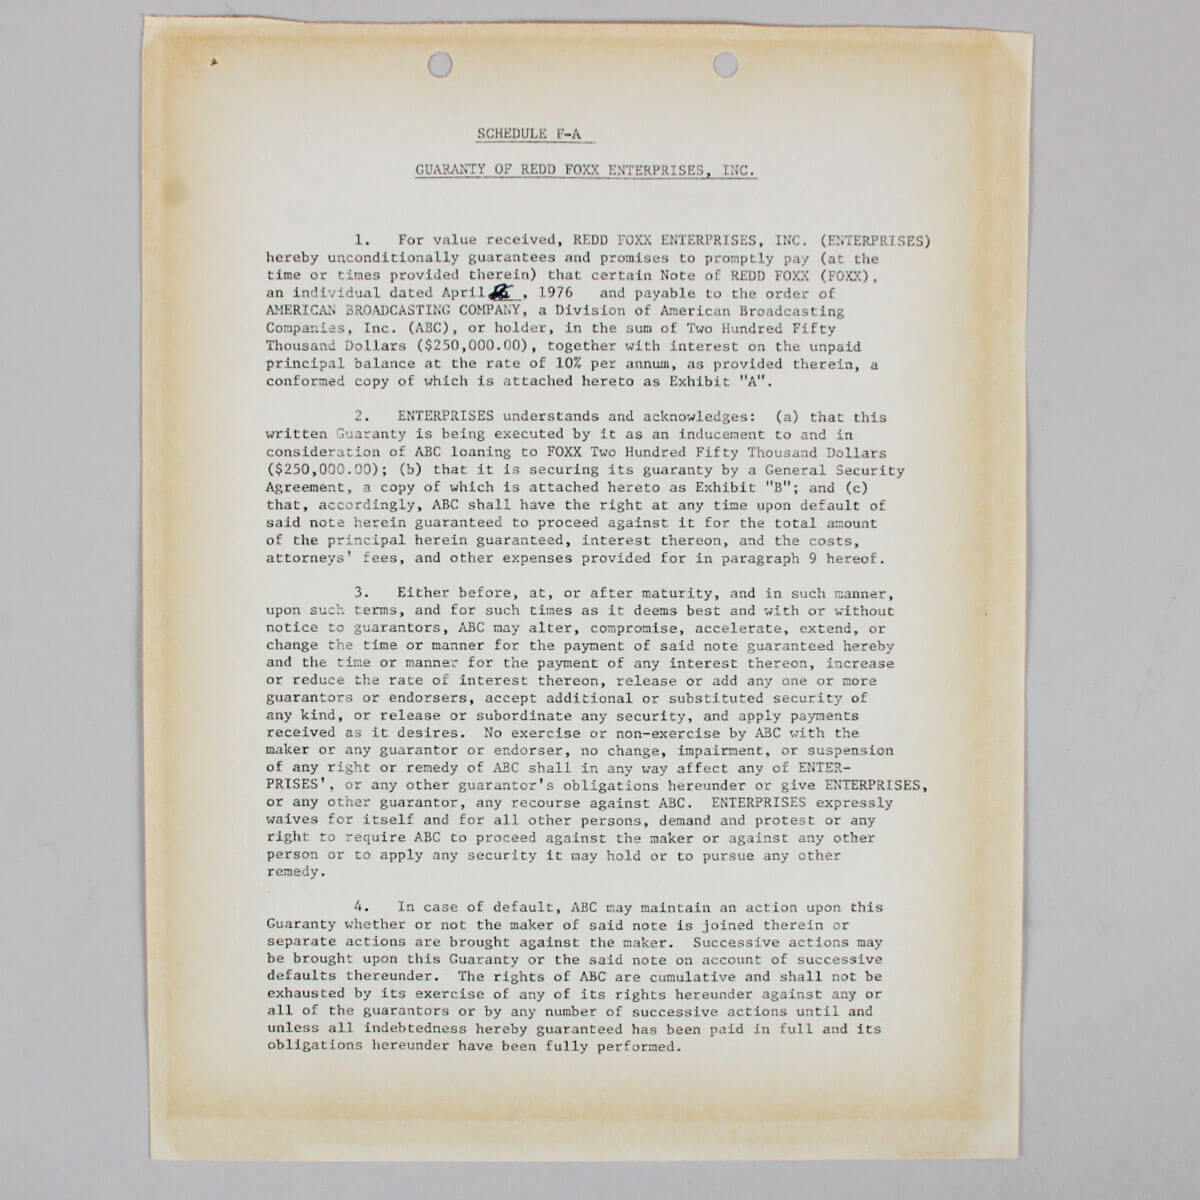 SCHEDULE F-A
GUARANTY OF REDD FOXX ENTERPRISES, INC.
1. For value received, REDD FOXX ENTERPRISES, INC. (ENTERPRISES)
hereby unconditionally guarantees and promises to promptly pay (at the
time or times provided therein) that certain Note of REDD FOXX (FOXX),
an individual dated April , 1976 and payable to the order of
AMERICAN BROADCASTING COMPANY, a Division of American Broadcasting
Companies, Inc. (ABC), or holder, in the sum of Two Hundred Fifty
Thousand Dollars ($250,000.00), together with interest on the unpaid
principal balance at the rate of 10% per annum, as provided therein, a
conformed copy of which is attached hereto as Exhibit "A".
2. ENTERPRISES understands and acknowledges: (a) that this
written Guaranty is being executed by it as an inducement to and in
consideration of ABC loaning to FOXX Two Hundred Fifty Thousand Dollars
($250,000.00); (b) that it is securing its guaranty by a General Security
Agreement, a copy of which is attached hereto as Exhibit "B"; and (c)
that, accordingly, ABC shall have the right at any time upon default of
said note herein guaranteed to proceed against it for the total amount
of the principal herein guaranteed, interest thereon, and the costs,
attorneys' fees, and other expenses provided for in paragraph 9 hereof.
3. Either before, at, or after maturity, and in such manner,
upon such terms, and for such times as it deems best and with or without
notice to guarantors, ABC may alter, compromise, accelerate, extend, or
change the time or manner for the payment of said note guaranteed hereby
and the time or manner for the payment of any interest thereon, increase
or reduce the rate of interest thereon, release or add any one or more
guarantors or endorsers, accept additional or substituted security of
any kind, or release or subordinate any security, and apply payments
received as it desires. No exercise or non-exercise by ABC with the
maker or any guarantor or endorser, no change, impairment, or suspension
of any right or remedy of ABC shall in any way affect any of ENTER-
PRISES', or any other guarantor's obligations hereunder or give ENTERPRISES,
or any other guarantor, any recourse against ABC. ENTERPRISES expressly
waives for itself and for all other persons, demand and protest or any
right to require ABC to proceed against the maker or against any other
person or to apply any security it may hold or to pursue any other
remedy.
4. In case of default, ABC may maintain an action upon this
Guaranty whether or not the maker of said note is joined therein or
separate actions are brought against the maker. Successive actions may
be brought upon this Guaranty or the said note on account of successive
defaults thereunder. The rights of ABC are cumulative and shall not be
exhausted by its exercise of any of its rights hereunder against any or
all of the guarantors or by any number of successive actions until and
unless all indebtedness hereby guaranteed has been paid in full and its
obligations hereunder have been fully performed.